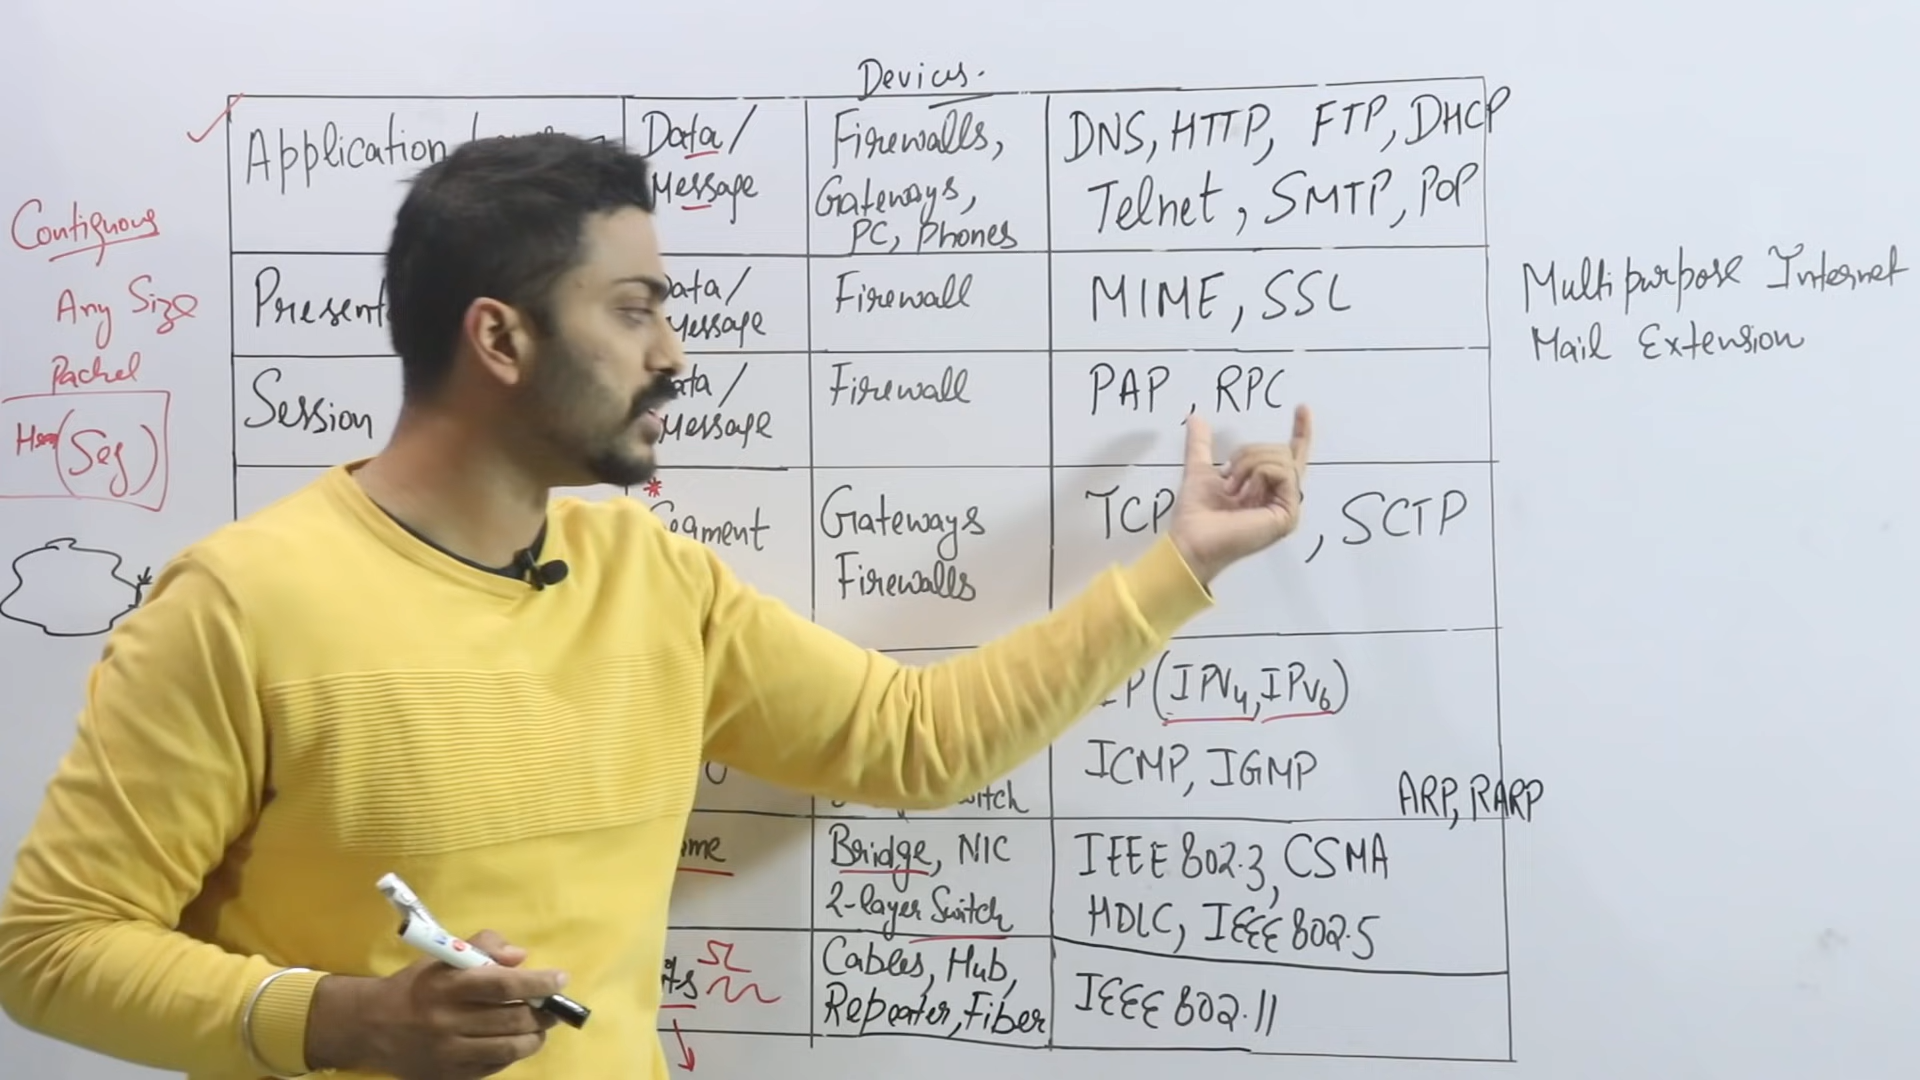 Devices.
Application
Data/
Message
Firewalls,
Gateways,
PC, Phones
DNS, HTTP, FTP, DHCP
Telnet, SMTP, POP
Contiguous
Any Size
Packet
(Seg)
Present
Data/
Message
Firewall
MIME, SSL
Multipurpose Internet
Mail Extension
Session
Data/
Message
Firewall
PAP, RPC
*
Segment
Gateways
Firewalls
TCP
, SCTP
IP (IPV4, IPV6)
ICMP, IGMP
ARP, RARP
Bridge, NIC
2-layer Switch
IEEE 802.3, CSMA
HDLC, IEEE 802.5
Cables, Hub,
Repeater, Fiber
IEEE 802.11